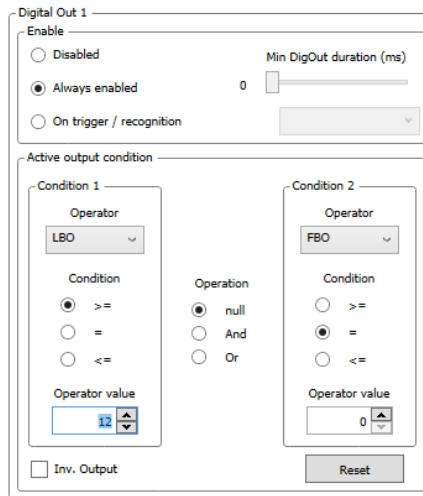 Digital Out 1
Enable
Disabled
Min DigOut duration (ms)
Always enabled
0
On trigger / recognition
Active output condition
Condition 1
Operator
LBO
Condition
>=
=
<=
Operator value
12
Operation
null
And
Or
Condition 2
Operator
FBO
Condition
>=
=
<=
Operator value
0
Inv. Output
Reset